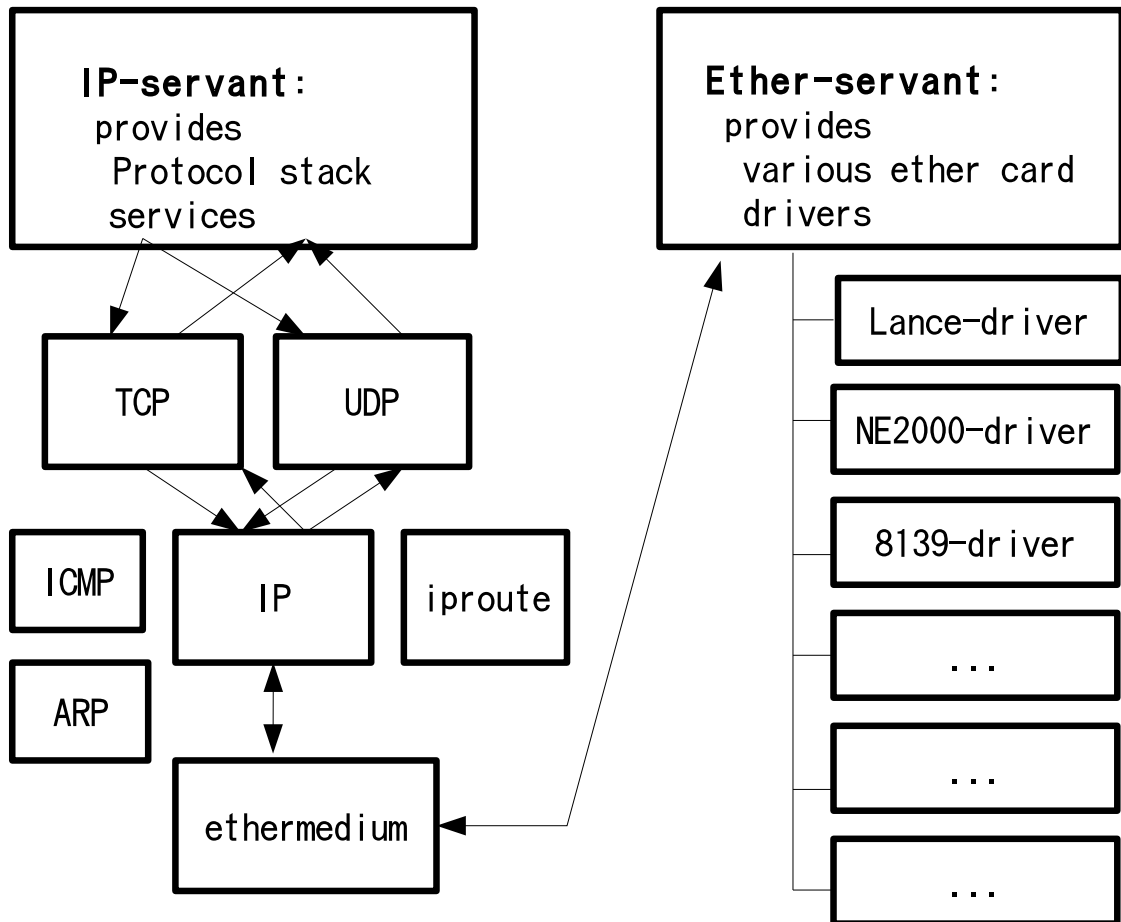 IP-servant:
provides
Protocol stack
services
TCP
UDP
ICMP
IP
iproute
ARP
ethermedium
Ether-servant:
provides
various ether card
drivers
Lance-driver
NE2000-driver
8139-driver
...
...
...